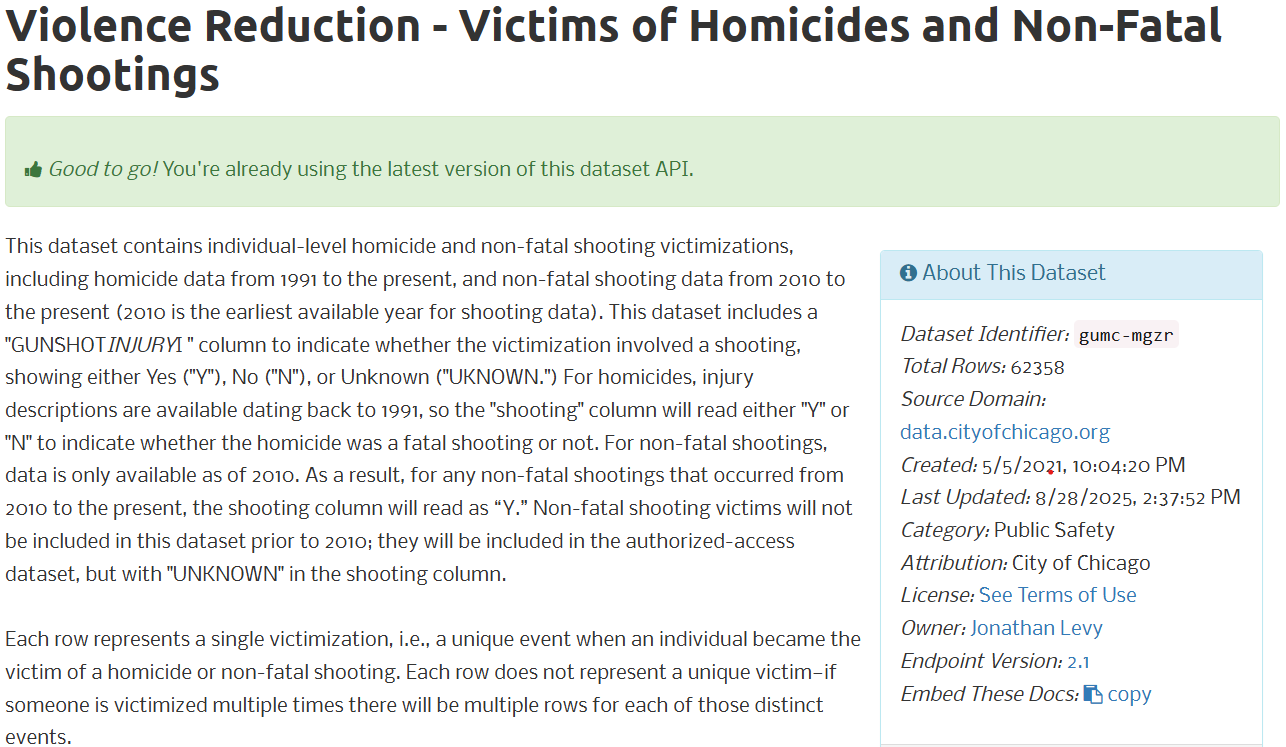 Violence Reduction - Victims of Homicides and Non-Fatal
Shootings
Good to go! You're already using the latest version of this dataset API.
This dataset contains individual-level homicide and non-fatal shooting victimizations,
including homicide data from 1991 to the present, and non-fatal shooting data from 2010 to
the present (2010 is the earliest available year for shooting data). This dataset includes a
"GUNSHOTINJURYI " column to indicate whether the victimization involved a shooting,
showing either Yes ("Y"), No ("N"), or Unknown ("UKNOWN.") For homicides, injury
descriptions are available dating back to 1991, so the "shooting" column will read either "Y" or
"N" to indicate whether the homicide was a fatal shooting or not. For non-fatal shootings,
data is only available as of 2010. As a result, for any non-fatal shootings that occurred from
2010 to the present, the shooting column will read as “Y.” Non-fatal shooting victims will not
be included in this dataset prior to 2010; they will be included in the authorized-access
dataset, but with "UNKNOWN" in the shooting column.
Each row represents a single victimization, i.e., a unique event when an individual became the
victim of a homicide or non-fatal shooting. Each row does not represent a unique victim—if
someone is victimized multiple times there will be multiple rows for each of those distinct
events.
About This Dataset
Dataset Identifier: gumc-mgzr
Total Rows: 62358
Source Domain:
data.cityofchicago.org
Created: 5/5/2021, 10:04:20 PM
Last Updated: 8/28/2025, 2:37:52 PM
Category: Public Safety
Attribution: City of Chicago
License: See Terms of Use
Owner: Jonathan Levy
Endpoint Version: 2.1
Embed These Docs: copy